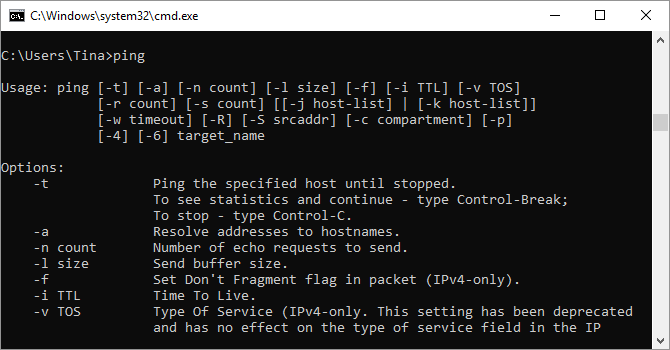 C:\Windows\system32\cmd.exe
C:\Users\Tina>ping
Usage: ping [-t] [-a] [-n count] [-l size] [-f] [-i TTL] [-v TOS]
            [-r count] [-s count] [[-j host-list] | [-k host-list]]
            [-w timeout] [-R] [-S srcaddr] [-c compartment] [-p]
            [-4] [-6] target_name
Options:
    -t             Ping the specified host until stopped.
                   To see statistics and continue - type Control-Break;
                   To stop - type Control-C.
    -a             Resolve addresses to hostnames.
    -n count       Number of echo requests to send.
    -l size        Send buffer size.
    -f             Set Don't Fragment flag in packet (IPv4-only).
    -i TTL         Time To Live.
    -v TOS         Type Of Service (IPv4-only. This setting has been deprecated
                   and has no effect on the type of service field in the IP